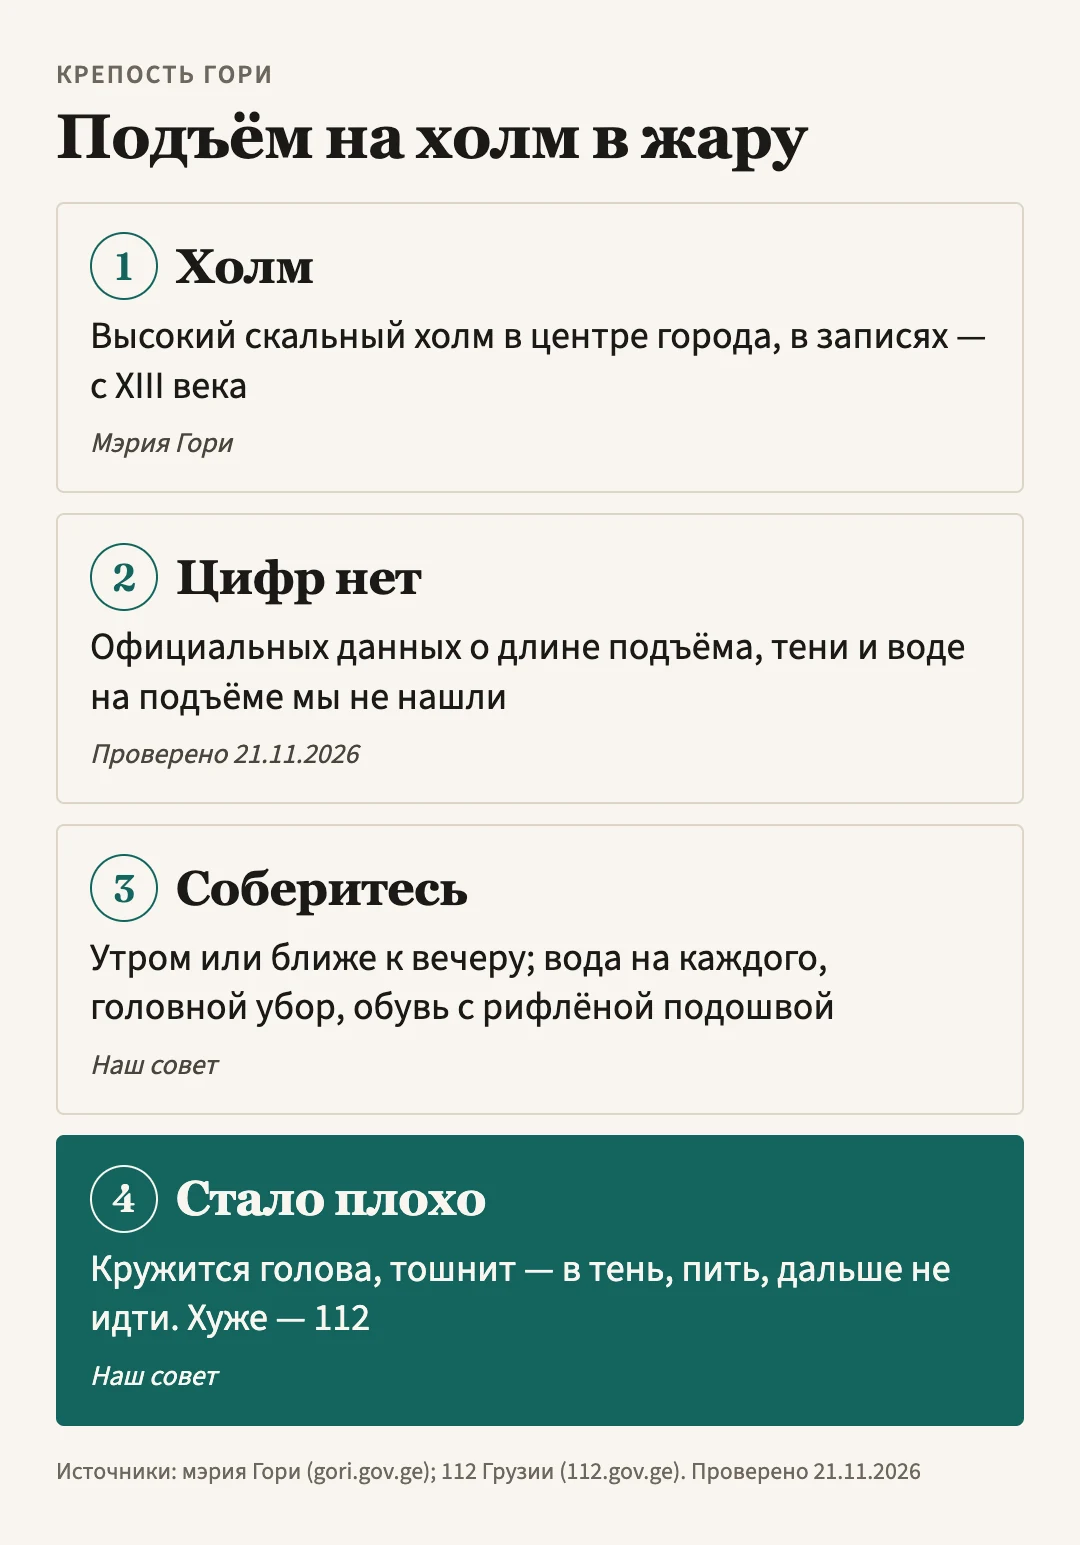 КРЕПОСТЬ ГОРИ
Подъём на холм в жару
1 Холм
Высокий скальный холм в центре города, в записях —
с XIII века
Мэрия Гори
2 Цифр нет
Официальных данных о длине подъёма, тени и воде
на подъёме мы не нашли
Проверено 21.11.2026
3 Соберитесь
Утром или ближе к вечеру; вода на каждого,
головной убор, обувь с рифлёной подошвой
Наш совет
4 Стало плохо
Кружится голова, тошнит — в тень, пить, дальше не
идти. Хуже — 112
Наш совет
Источники: мэрия Гори (gori.gov.ge); 112 Грузии (112.gov.ge). Проверено 21.11.2026